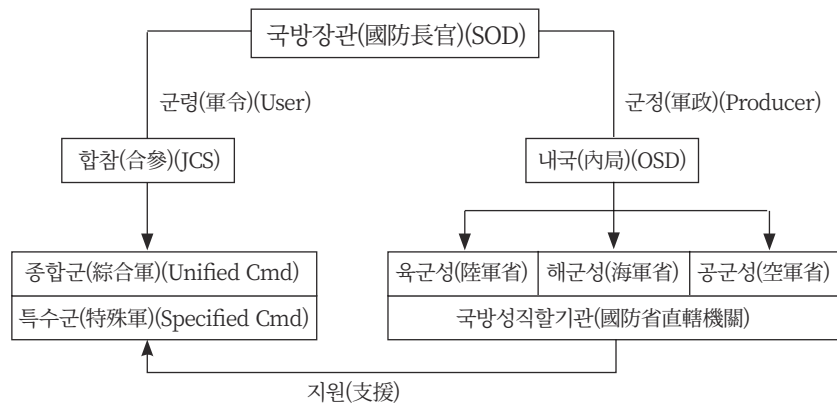 국방장관(國防長官)(SOD)
군령(軍令)(User)
군정(軍政)(Producer)
합참(合參)(JCS)
내국(內局)(OSD)
종합군(綜合軍)(Unified Cmd)
육군성(陸軍省)
해군성(海軍省)
공군성(空軍省)
특수군(特殊軍)(Specified Cmd)
국방성직할기관(國防省直轄機關)
지원(支援)